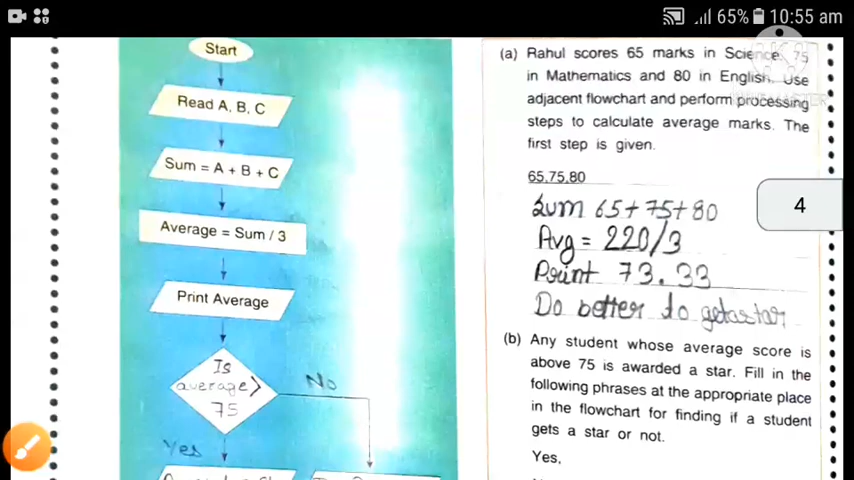 65% 10:55 am
Start
Read A, B, C
Sum = A + B + C
Average = Sum / 3
Print Average
Is
average>
75
No
Yes
(a) Rahul scores 65 marks in Science, 75
in Mathematics and 80 in English. Use
adjacent flowchart and perform processing
steps to calculate average marks. The
first step is given.
65,75,80
Sum 65+75+80
Avg = 220/3
Print 73.33
Do better to get a star
4
(b) Any student whose average score is
above 75 is awarded a star. Fill in the
following phrases at the appropriate place
in the flowchart for finding if a student
gets a star or not.
Yes,